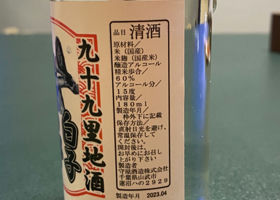 九十九里地酒
品目 清酒
原材料／
米（国産）
米麹（国産米）
醸造アルコール
精米歩合／
60％
アルコール分／
15度
内容量／
180ml
製造年月／
枠外下に記載
保存方法／
直射日光を避け、
常温保存して
ください。
開封後は、
お早めにお召
し上がり下さい。
製造者
守屋酒造株式会社
千葉県山武市
蓮沼ハの2929
製造年月 2023.04